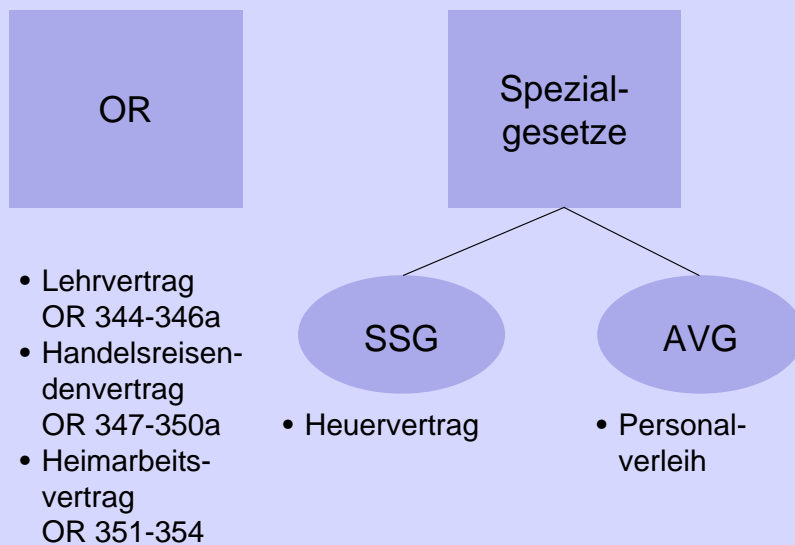 OR
Spezial-
gesetze
• Lehrvertrag
OR 344-346a
• Handelsreisen-
denvertrag
OR 347-350a
• Heimarbeits-
vertrag
OR 351-354
SSG
• Heuervertrag
AVG
• Personal-
verleih